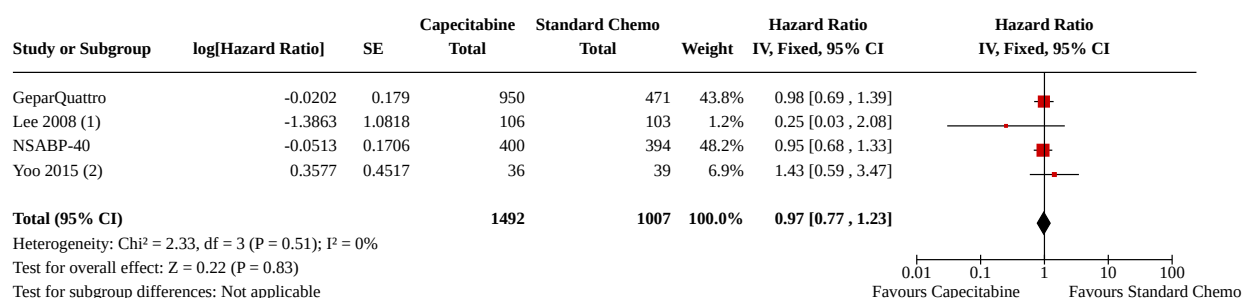 Capecitabine Standard Chemo Hazard Ratio Hazard Ratio
Study or Subgroup log[Hazard Ratio] SE Total Total Weight IV, Fixed, 95% CI IV, Fixed, 95% CI
GeparQuattro -0.0202 0.179 950 471 43.8% 0.98 [0.69 , 1.39]
Lee 2008 (1) -1.3863 1.0818 106 103 1.2% 0.25 [0.03 , 2.08]
NSABP-40 -0.0513 0.1706 400 394 48.2% 0.95 [0.68 , 1.33]
Yoo 2015 (2) 0.3577 0.4517 36 39 6.9% 1.43 [0.59 , 3.47]
Total (95% CI) 1492 1007 100.0% 0.97 [0.77 , 1.23]
Heterogeneity: Chi² = 2.33, df = 3 (P = 0.51); I² = 0%
Test for overall effect: Z = 0.22 (P = 0.83) 0.01 0.1 1 10 100
Test for subgroup differences: Not applicable Favours Capecitabine Favours Standard Chemo